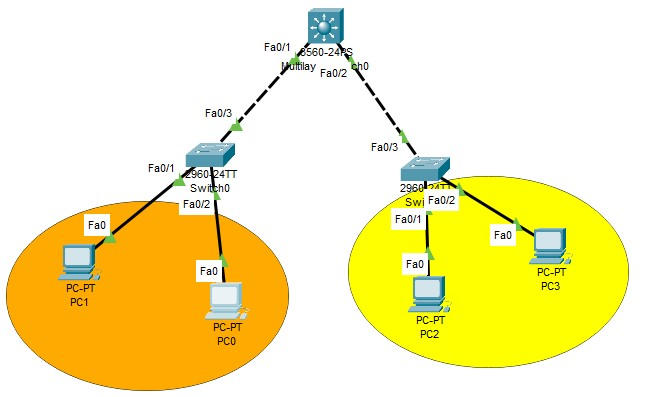 Fa0/1
3560-24PS
Multilay
ch0
Fa0/2
Fa0/3
Fa0/1
2960-24TT
Switch0
Fa0/2
Fa0
Fa0
PC-PT
PC1
PC-PT
PC0
Fa0/3
2960-24TT
Swi
Fa0/2
Fa0/1
Fa0
Fa0
PC-PT
PC3
PC-PT
PC2